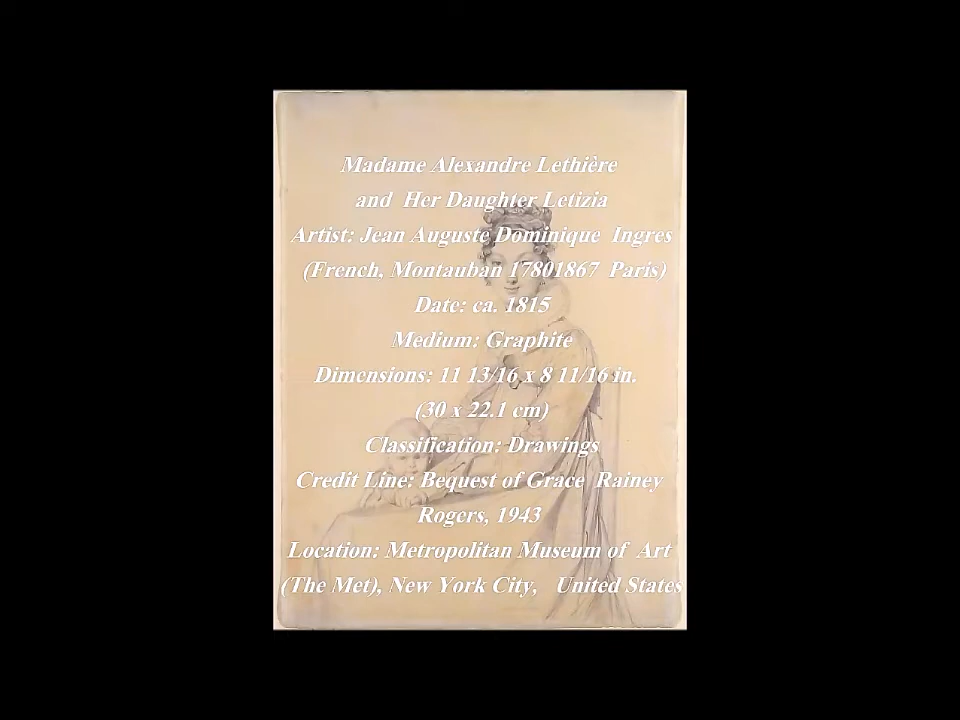 Madame Alexandre Lethière
and Her Daughter Letizia
Artist: Jean Auguste Dominique Ingres
(French, Montauban 17801867 Paris)
Date: ca. 1815
Medium: Graphite
Dimensions: 11 13/16 x 8 11/16 in.
(30 x 22.1 cm)
Classification: Drawings
Credit Line: Bequest of Grace Rainey
Rogers, 1943
Location: Metropolitan Museum of Art
(The Met), New York City, United States